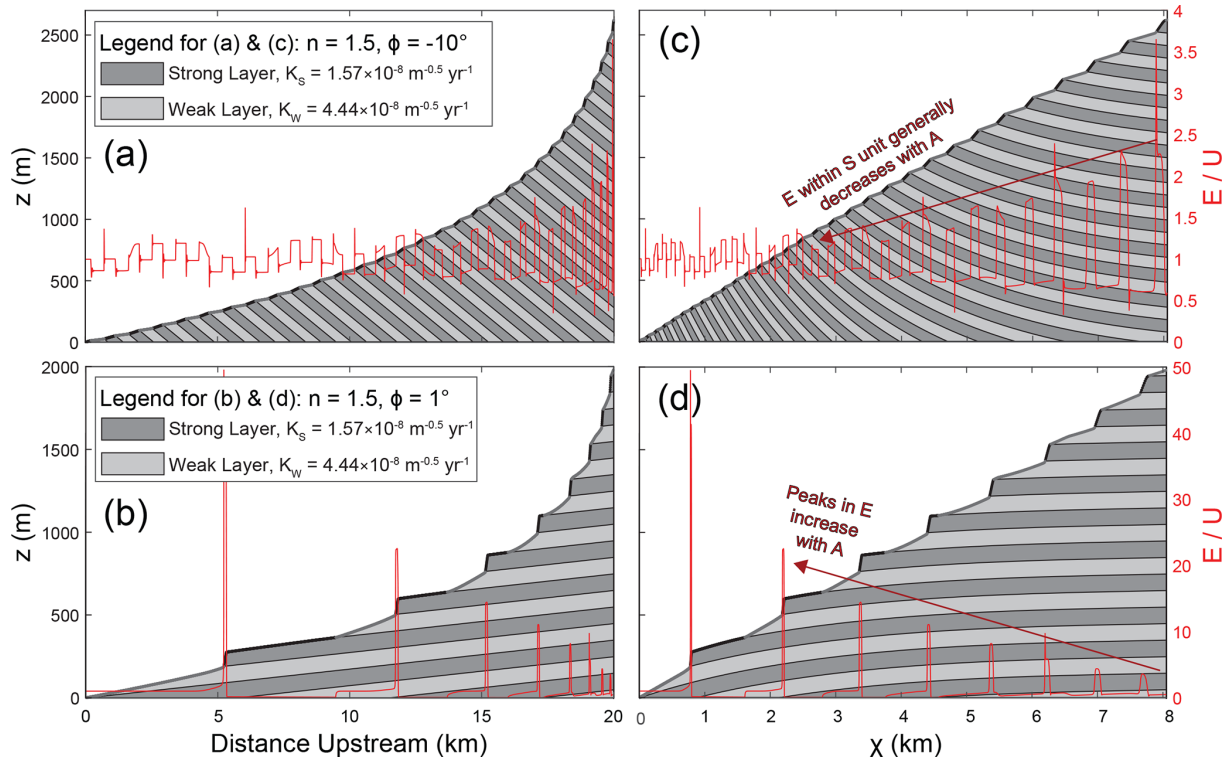 Legend for (a) & (c): n = 1.5, ϕ = -10°
Strong Layer, K_S = 1.57×10⁻⁸ m⁻⁰·⁵ yr⁻¹
Weak Layer, K_W = 4.44×10⁻⁸ m⁻⁰·⁵ yr⁻¹
(a)
z (m)
2500
2000
1500
1000
500
0
(c)
E within S unit generally
decreases with A
4
3.5
3
2.5
2
1.5
1
0.5
0
E / U
Legend for (b) & (d): n = 1.5, ϕ = 1°
Strong Layer, K_S = 1.57×10⁻⁸ m⁻⁰·⁵ yr⁻¹
Weak Layer, K_W = 4.44×10⁻⁸ m⁻⁰·⁵ yr⁻¹
(b)
z (m)
2000
1500
1000
500
0
0 5 10 15 20
Distance Upstream (km)
(d)
Peaks in E
increase
with A
50
40
30
20
10
0
E / U
0 1 2 3 4 5 6 7 8
χ (km)